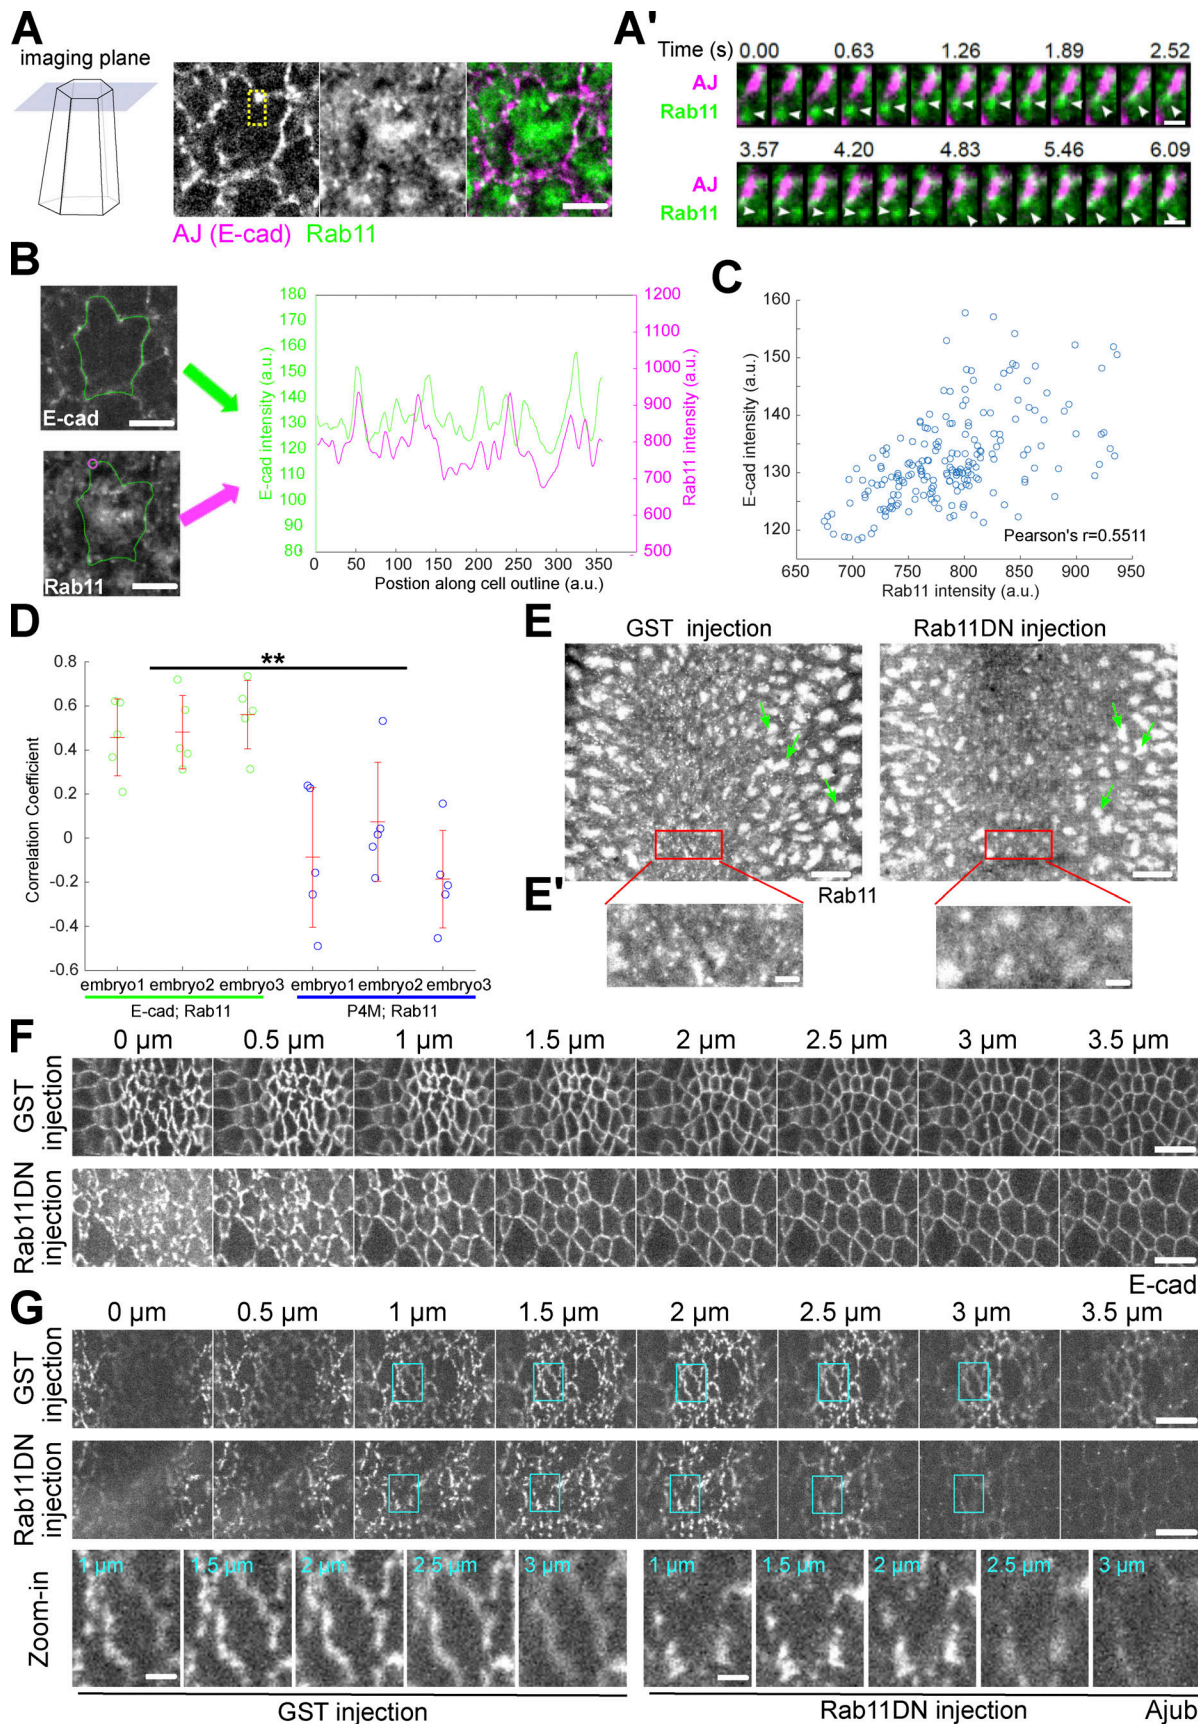 A
imaging plane
AJ (E-cad) Rab11
A'
Time (s) 0.00 0.63 1.26 1.89 2.52
AJ
Rab11
3.57 4.20 4.83 5.46 6.09
AJ
Rab11
B
E-cad
Rab11
E-cad intensity (a.u.)
180
170
160
150
140
130
120
110
100
90
80
1200
1100
1000
900
800
700
600
500
Rab11 intensity (a.u.)
0 50 100 150 200 250 300 350
Postion along cell outline (a.u.)
C
E-cad intensity (a.u.)
160
150
140
130
120
Pearson's r=0.5511
650 700 750 800 850 900 950
Rab11 intensity (a.u.)
D
Correlation Coefficient
0.8
0.6
0.4
0.2
0
-0.2
-0.4
-0.6
**
embryo1 embryo2 embryo3 embryo1 embryo2 embryo3
E-cad; Rab11 P4M; Rab11
E
GST injection Rab11DN injection
Rab11
E'
F
0 µm 0.5 µm 1 µm 1.5 µm 2 µm 2.5 µm 3 µm 3.5 µm
GST
injection
Rab11DN
injection
E-cad
G
0 µm 0.5 µm 1 µm 1.5 µm 2 µm 2.5 µm 3 µm 3.5 µm
GST
injection
Rab11DN
injection
Zoom-in
1 µm 1.5 µm 2 µm 2.5 µm 3 µm 1 µm 1.5 µm 2 µm 2.5 µm 3 µm
GST injection Rab11DN injection Ajub